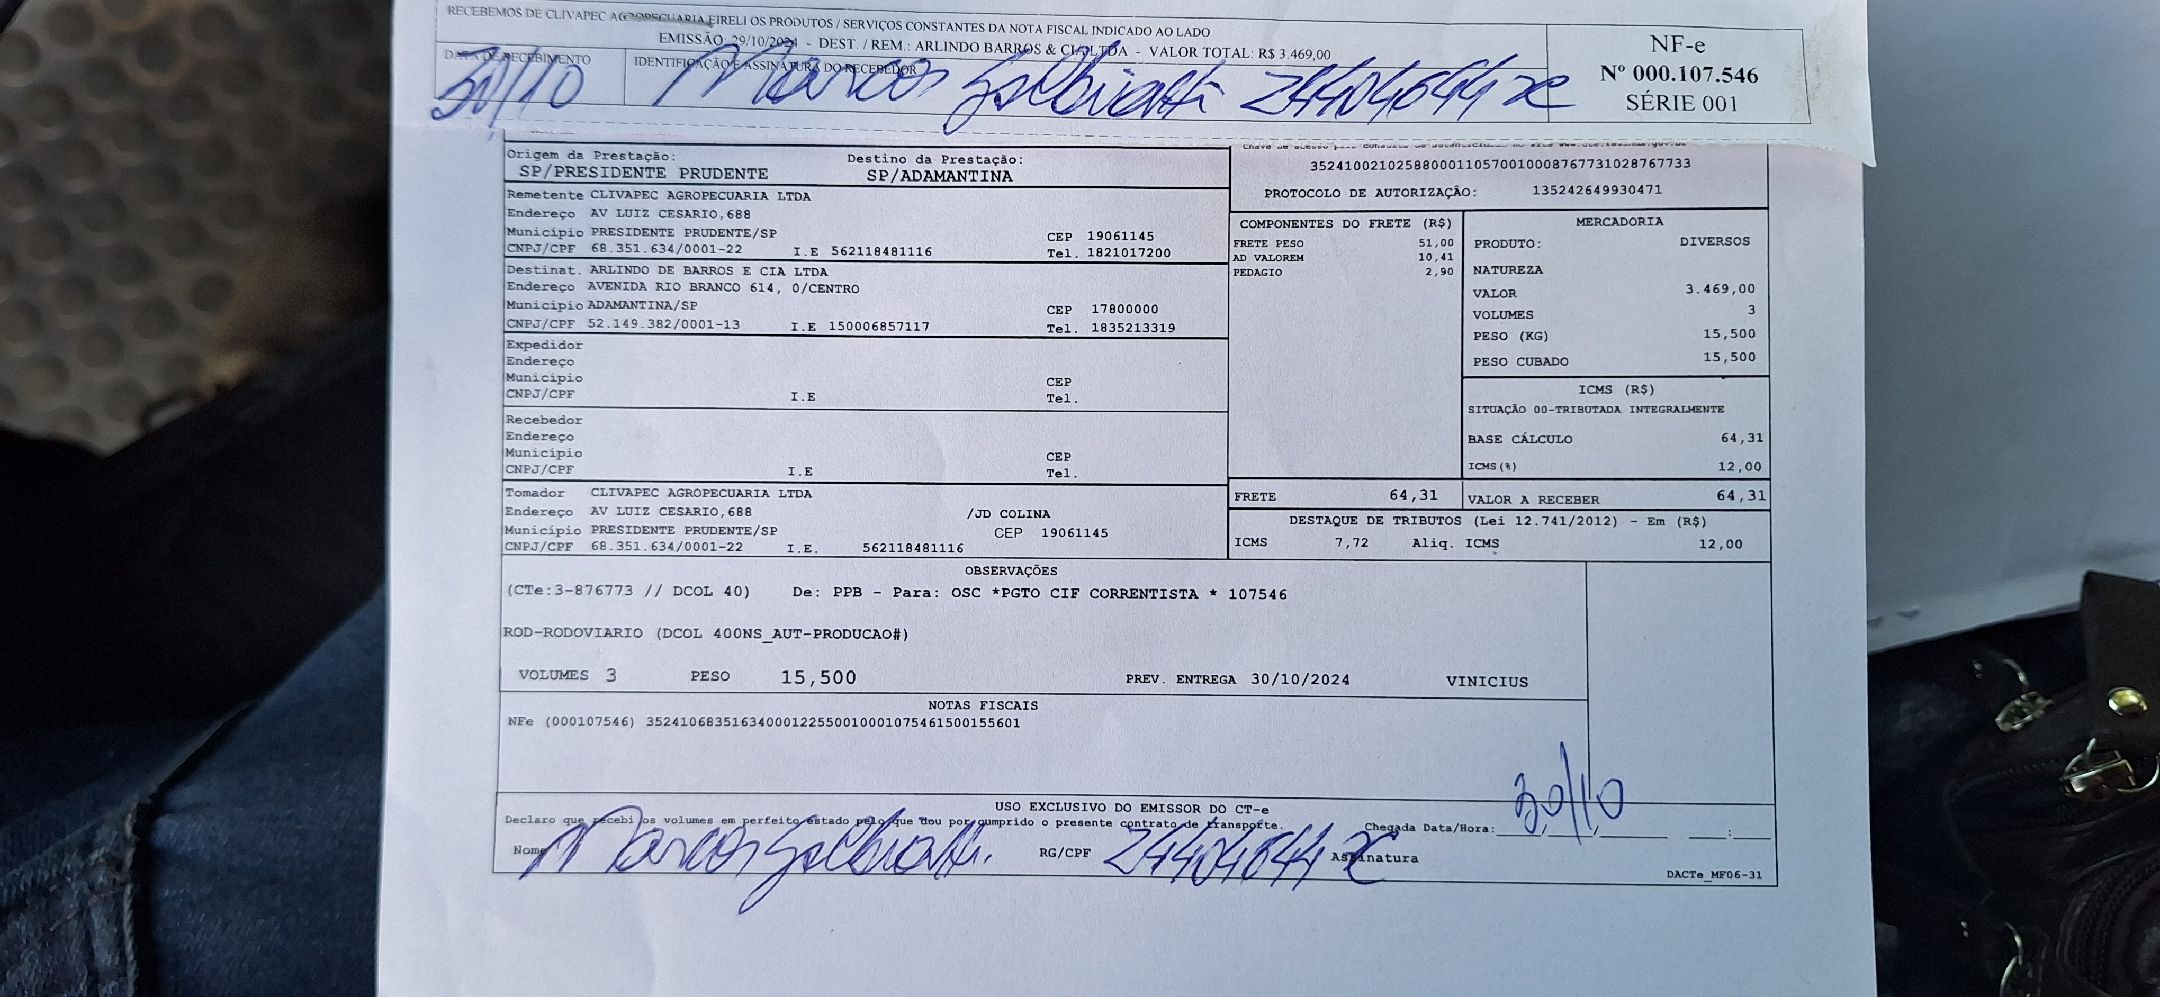 RECEBEMOS DE CLIVAPEC AGROPECUARIA EIRELI OS PRODUTOS / SERVIÇOS CONSTANTES DA NOTA FISCAL INDICADO AO LADO
EMISSÃO: 29/10/2024 - DEST. / REM.: ARLINDO BARROS & CIA LTDA - VALOR TOTAL: R$ 3.469,00
DATA DE RECEBIMENTO
30/10
IDENTIFICAÇÃO E ASSINATURA DO RECEBEDOR
Marcos
NF-e
Nº 000.107.546
SÉRIE 001
Origem da Prestação:
SP/PRESIDENTE PRUDENTE
Destino da Prestação:
SP/ADAMANTINA
35241002102588000110570010008767731028767733
PROTOCOLO DE AUTORIZAÇÃO: 135242649930471
Remetente CLIVAPEC AGROPECUARIA LTDA
Endereço AV LUIZ CESARIO,688
Município PRESIDENTE PRUDENTE/SP CEP 19061145
CNPJ/CPF 68.351.634/0001-22 I.E 562118481116 Tel. 1821017200
Destinat. ARLINDO DE BARROS E CIA LTDA
Endereço AVENIDA RIO BRANCO 614, 0/CENTRO
Município ADAMANTINA/SP CEP 17800000
CNPJ/CPF 52.149.382/0001-13 I.E 150006857117 Tel. 1835213319
Expedidor
Endereço
Município CEP
CNPJ/CPF I.E Tel.
Recebedor
Endereço
Município CEP
CNPJ/CPF I.E Tel.
Tomador CLIVAPEC AGROPECUARIA LTDA
Endereço AV LUIZ CESARIO,688 /JD COLINA
Município PRESIDENTE PRUDENTE/SP CEP 19061145
CNPJ/CPF 68.351.634/0001-22 I.E. 562118481116
COMPONENTES DO FRETE (R$)
FRETE PESO 51,00
AD VALOREM 10,41
PEDAGIO 2,90
MERCADORIA
PRODUTO: DIVERSOS
NATUREZA
VALOR 3.469,00
VOLUMES 3
PESO (KG) 15,500
PESO CUBADO 15,500
ICMS (R$)
SITUAÇÃO 00-TRIBUTADA INTEGRALMENTE
BASE CÁLCULO 64,31
ICMS(%) 12,00
FRETE 64,31
VALOR A RECEBER 64,31
DESTAQUE DE TRIBUTOS (Lei 12.741/2012) - Em (R$)
ICMS 7,72 Aliq. ICMS 12,00
OBSERVAÇÕES
(CTe:3-876773 // DCOL 40) De: PPB - Para: OSC *PGTO CIF CORRENTISTA * 107546
ROD-RODOVIARIO (DCOL 400NS_AUT-PRODUCAO#)
VOLUMES 3 PESO 15,500 PREV. ENTREGA 30/10/2024 VINICIUS
NOTAS FISCAIS
NFe (000107546) 35241068351634000122550010001075461500155601
USO EXCLUSIVO DO EMISSOR DO CT-e
Declaro que recebi os volumes em perfeito estado pelo que dou por cumprido o presente contrato de transporte.
Chegada Data/Hora: 30/10
Nome Marcos RG/CPF Assinatura
DACTe_MF06-31